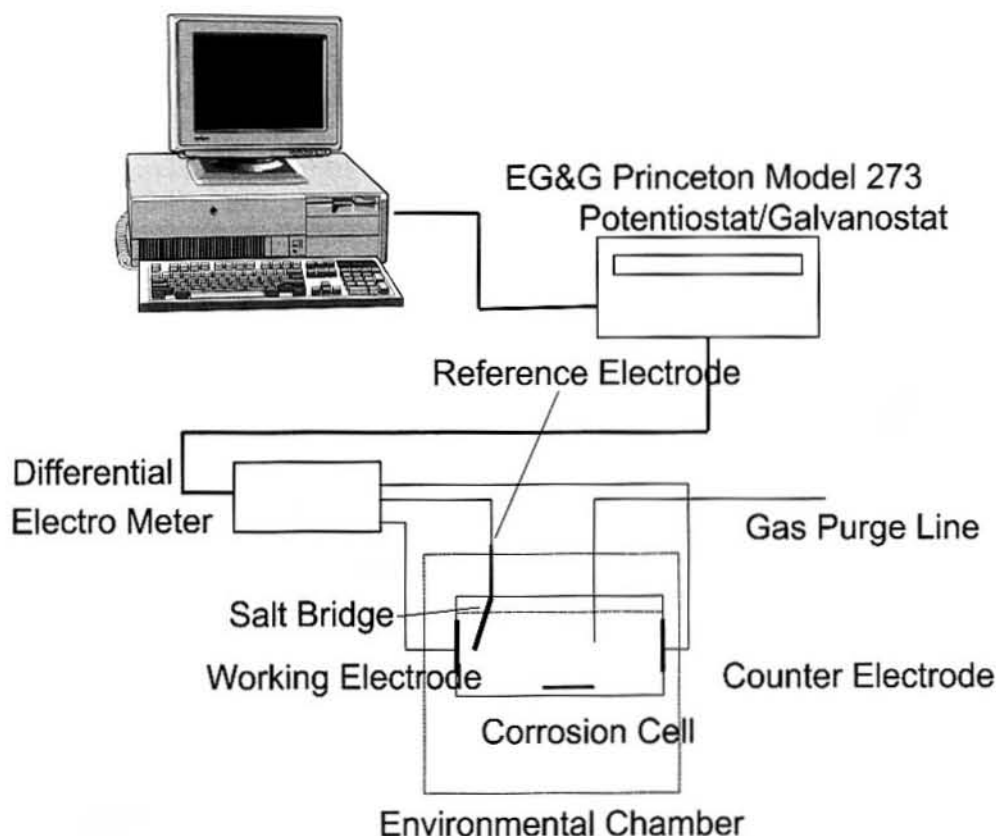 EG&G Princeton Model 273
Potentiostat/Galvanostat
Reference Electrode
Differential
Electro Meter
Gas Purge Line
Salt Bridge
Working Electrode
Counter Electrode
Corrosion Cell
Environmental Chamber